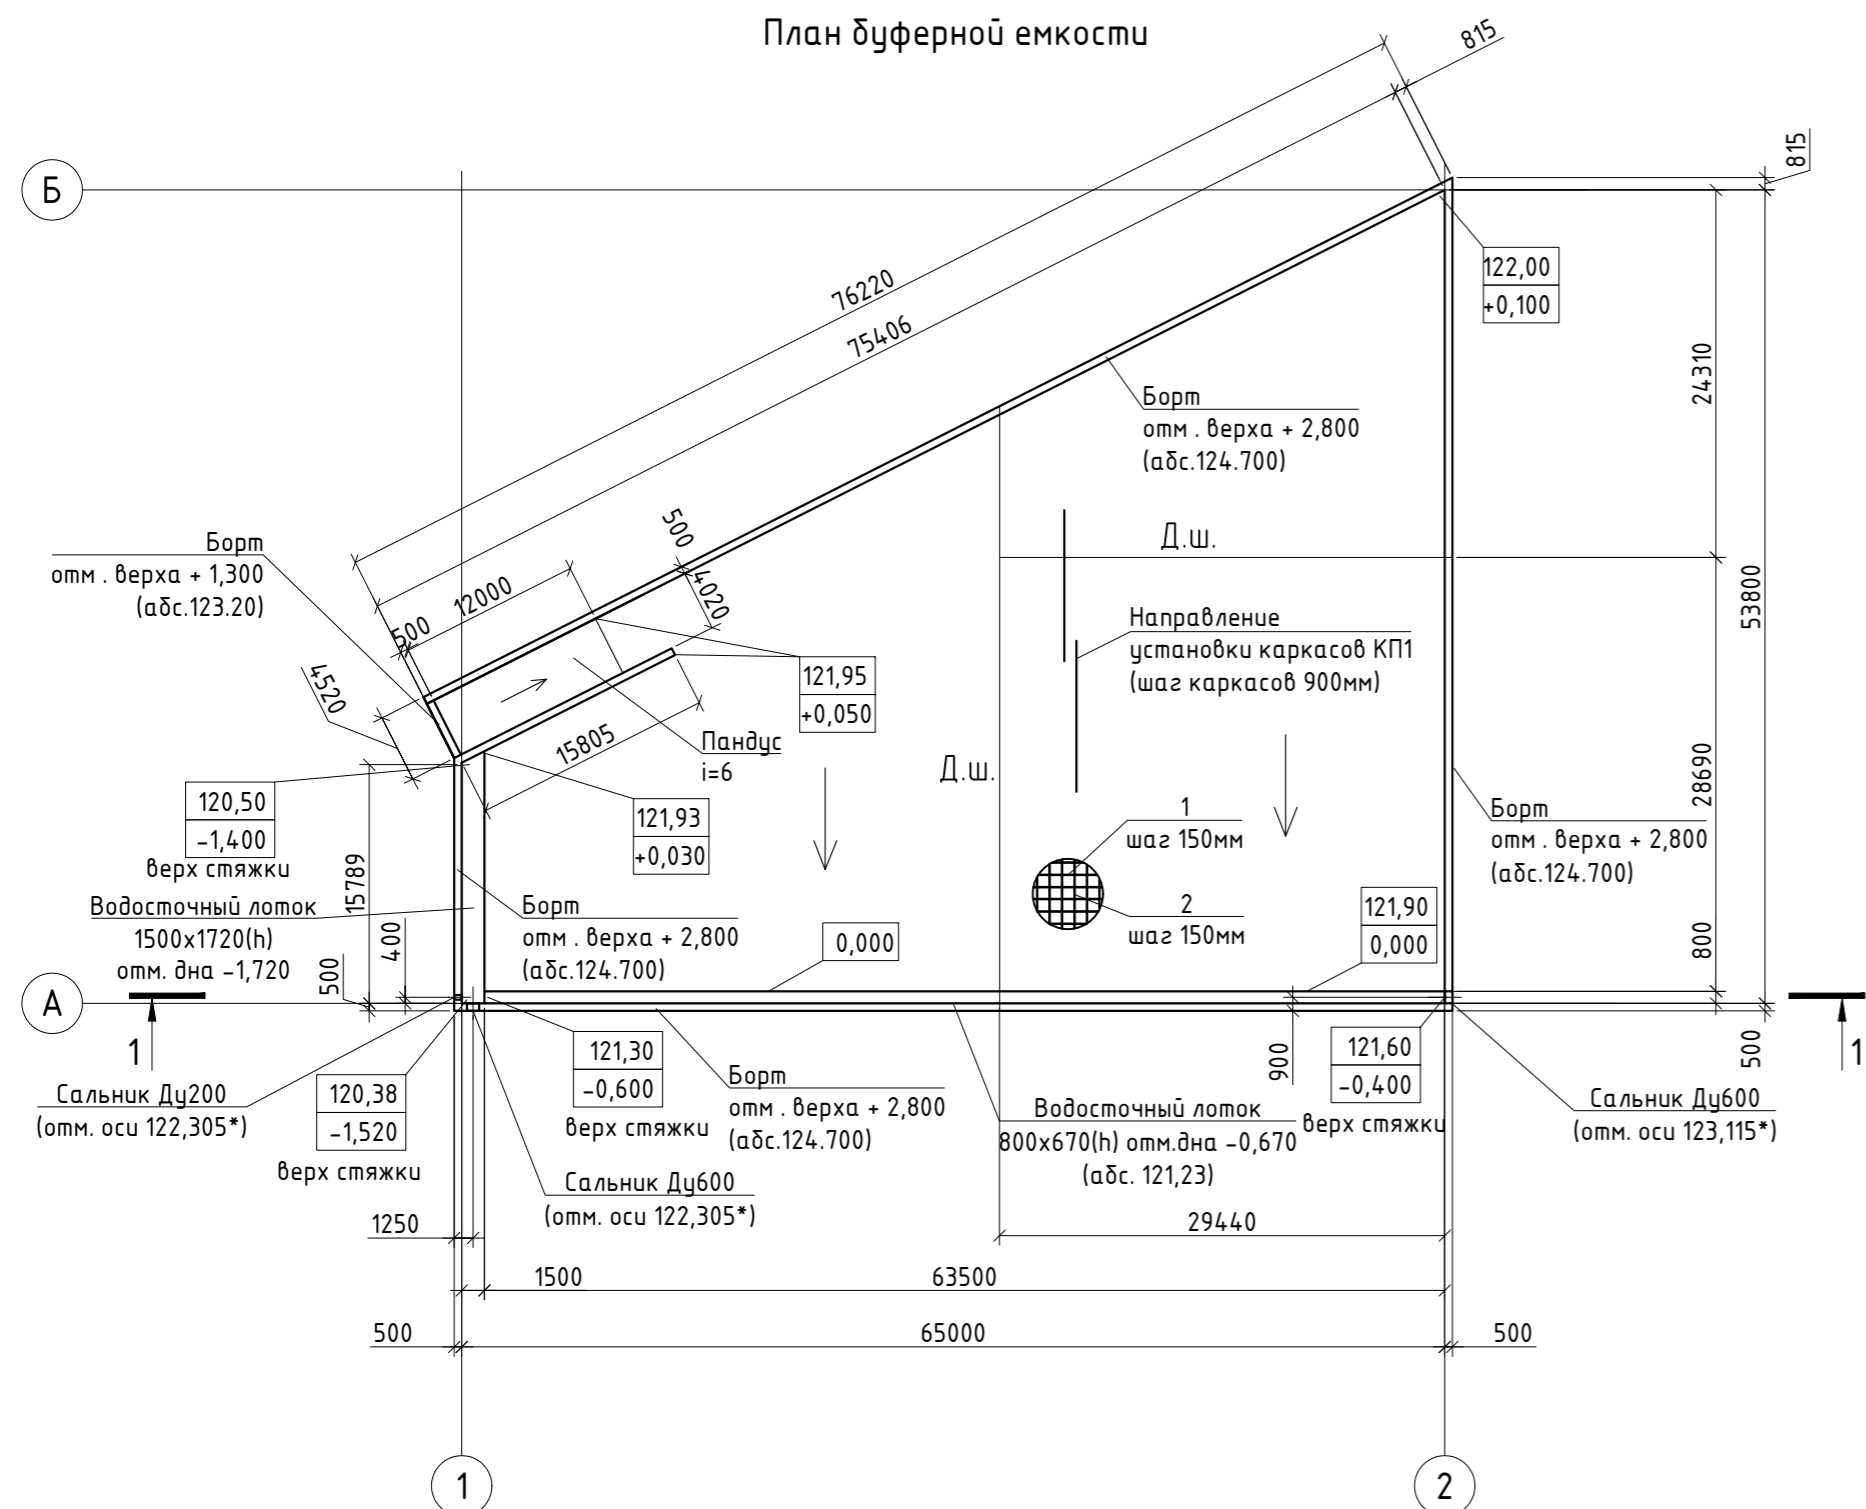 План буферной емкости
815
Б
815
76220
75406
122,00
+0,100
24310
Борт
отм . верха + 2,800
(абс.124.700)
Борт
отм . верха + 1,300
(абс.123.20)
500
12000
500
4020
Д.ш.
53800
Направление
установки каркасов КП1
(шаг каркасов 900мм)
4520
121,95
+0,050
15805
Пандус
i=6
Д.ш.
28690
120,50
-1,400
верх стяжки
121,93
+0,030
1
шаг 150мм
Борт
отм . верха + 2,800
(абс.124.700)
15789
Водосточный лоток
1500х1720(h)
отм. дна -1,720
400
500
Борт
отм . верха + 2,800
(абс.124.700)
0,000
2
шаг 150мм
121,90
0,000
800
А
1
121,30
-0,600
верх стяжки
900
121,60
-0,400
верх стяжки
500
1
Сальник Ду200
(отм. оси 122,305*)
120,38
-1,520
верх стяжки
Борт
отм . верха + 2,800
(абс.124.700)
Водосточный лоток
800х670(h) отм.дна -0,670
(абс. 121,23)
Сальник Ду600
(отм. оси 123,115*)
Сальник Ду600
(отм. оси 122,305*)
1250
29440
1500
63500
500
65000
500
1
2